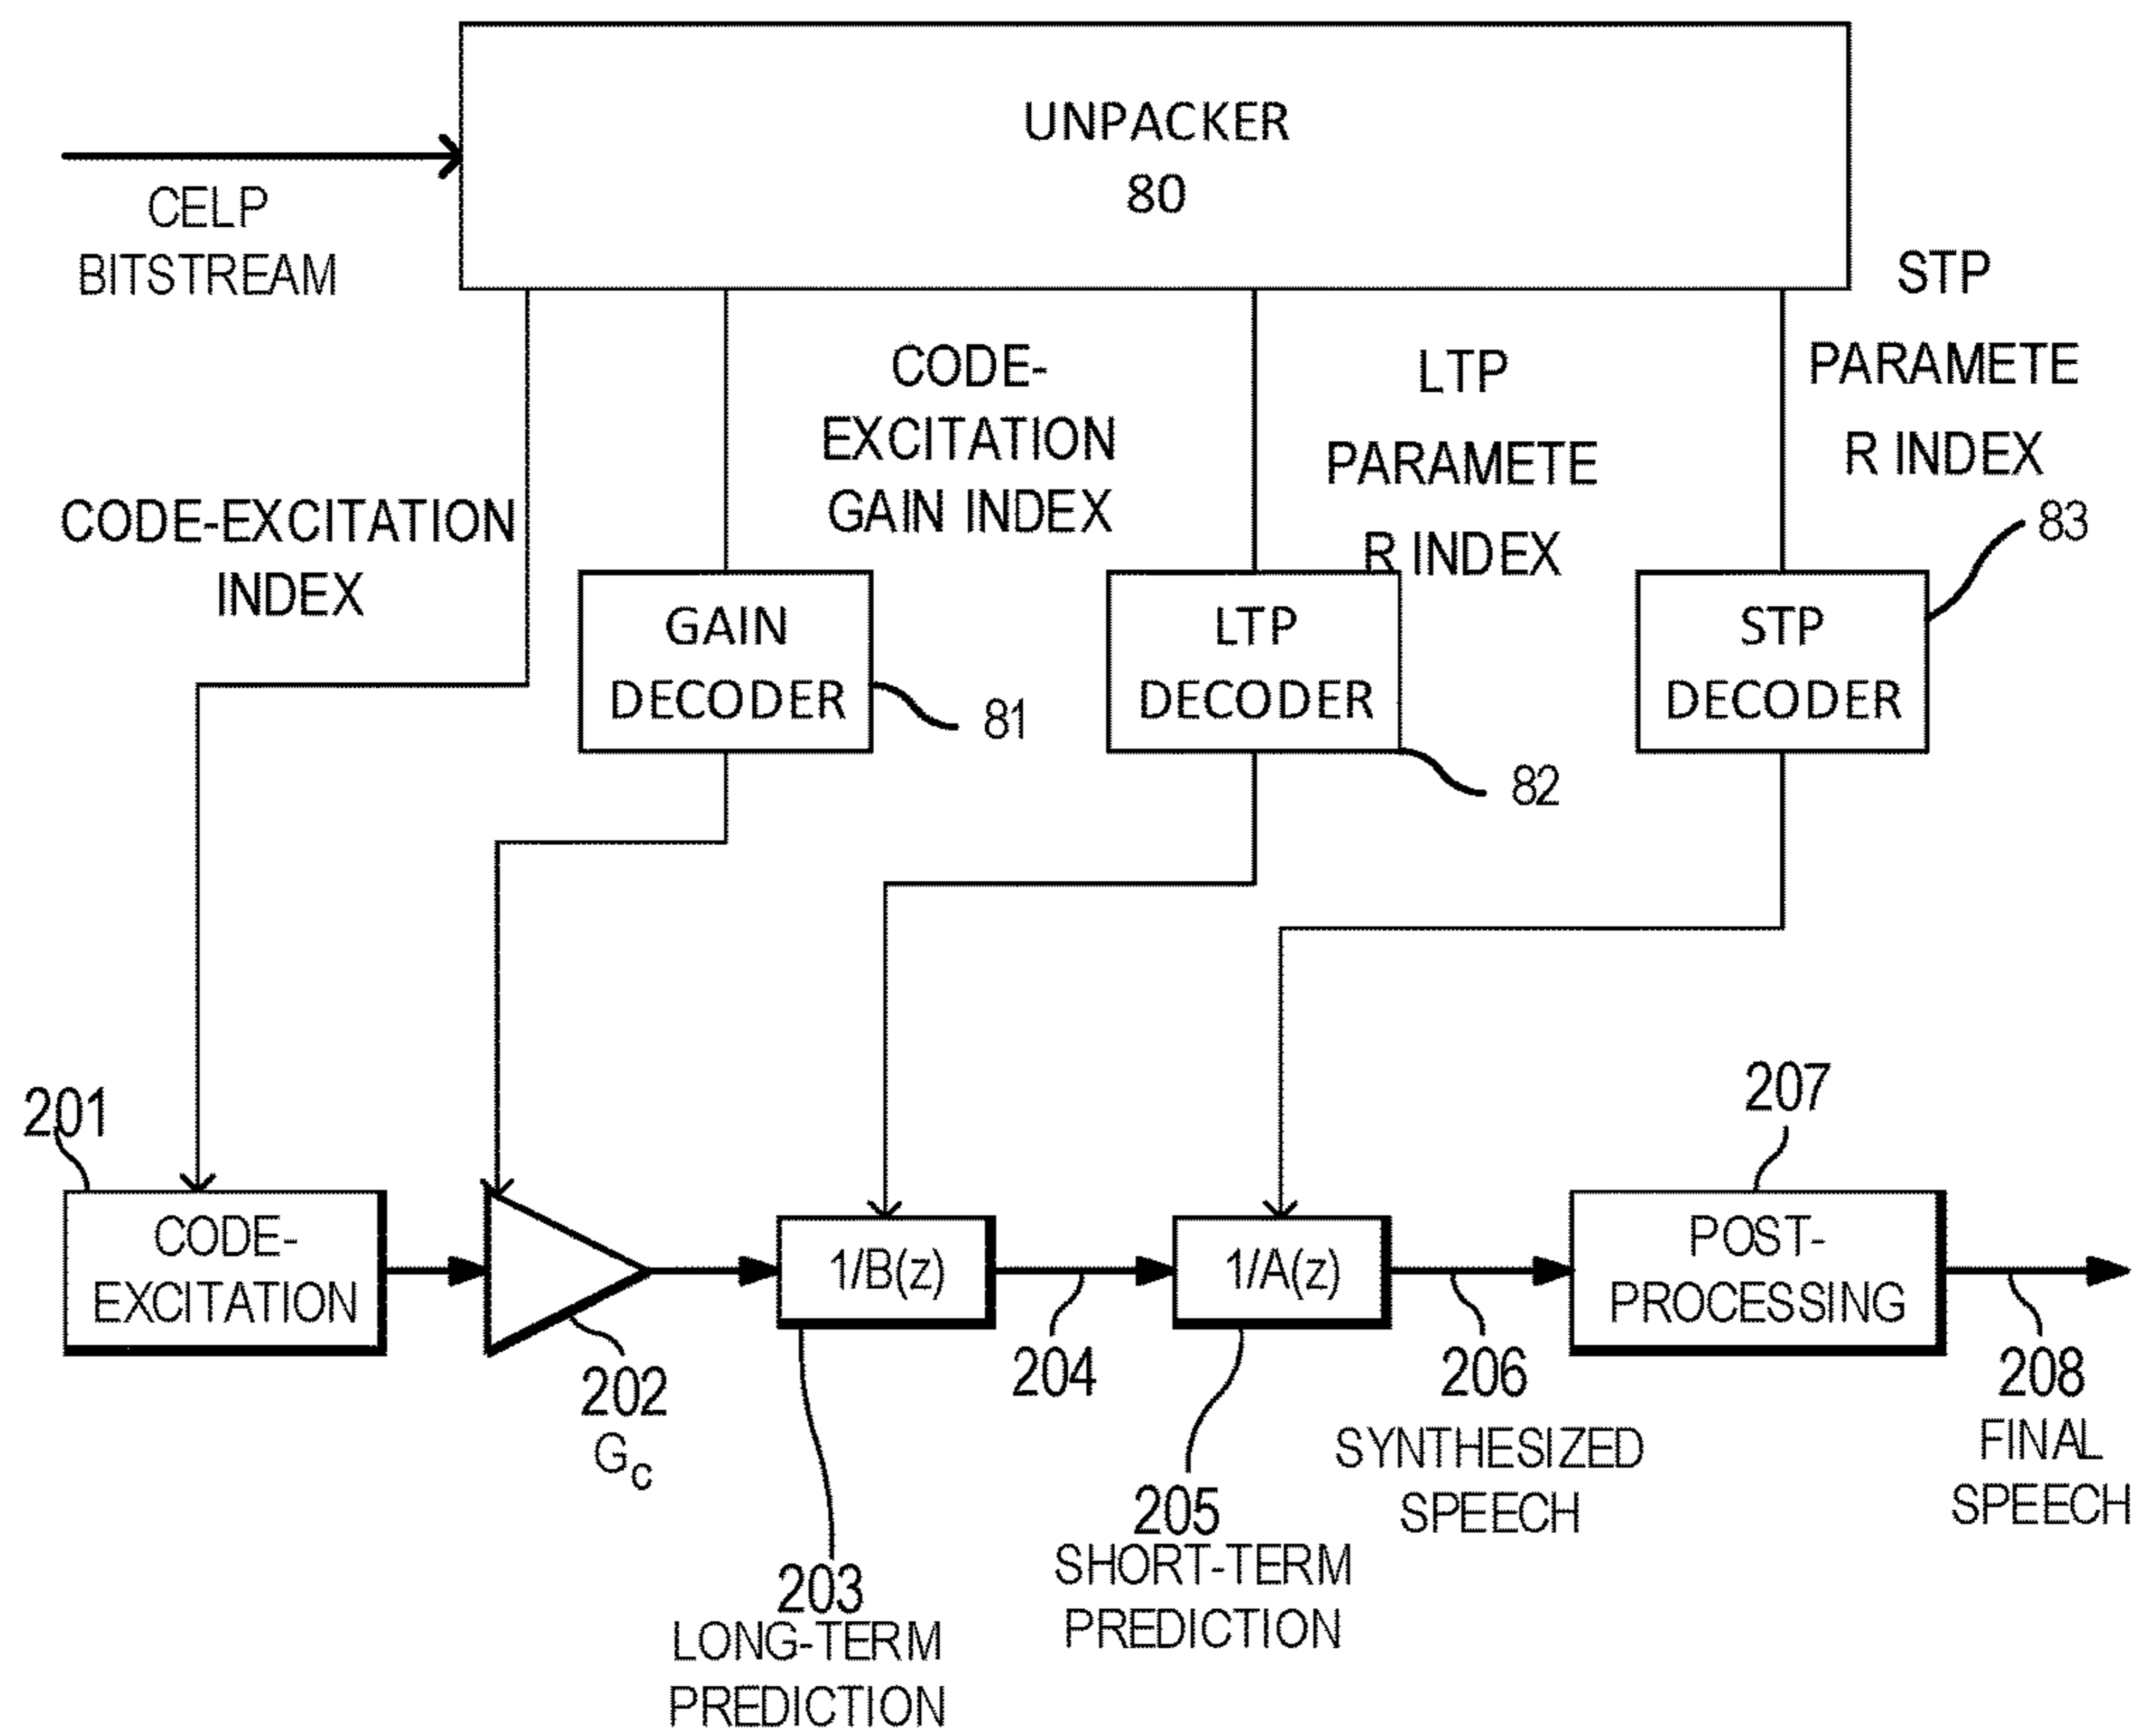 UNPACKER
80
CELP
BITSTREAM
CODE-EXCITATION
INDEX
CODE-
EXCITATION
GAIN INDEX
LTP
PARAMETE
R INDEX
STP
PARAMETE
R INDEX
GAIN
DECODER
81
LTP
DECODER
82
STP
DECODER
83
201
CODE-
EXCITATION
202
Gc
1/B(z)
203
LONG-TERM
PREDICTION
204
1/A(z)
205
SHORT-TERM
PREDICTION
206
SYNTHESIZED
SPEECH
207
POST-
PROCESSING
208
FINAL
SPEECH